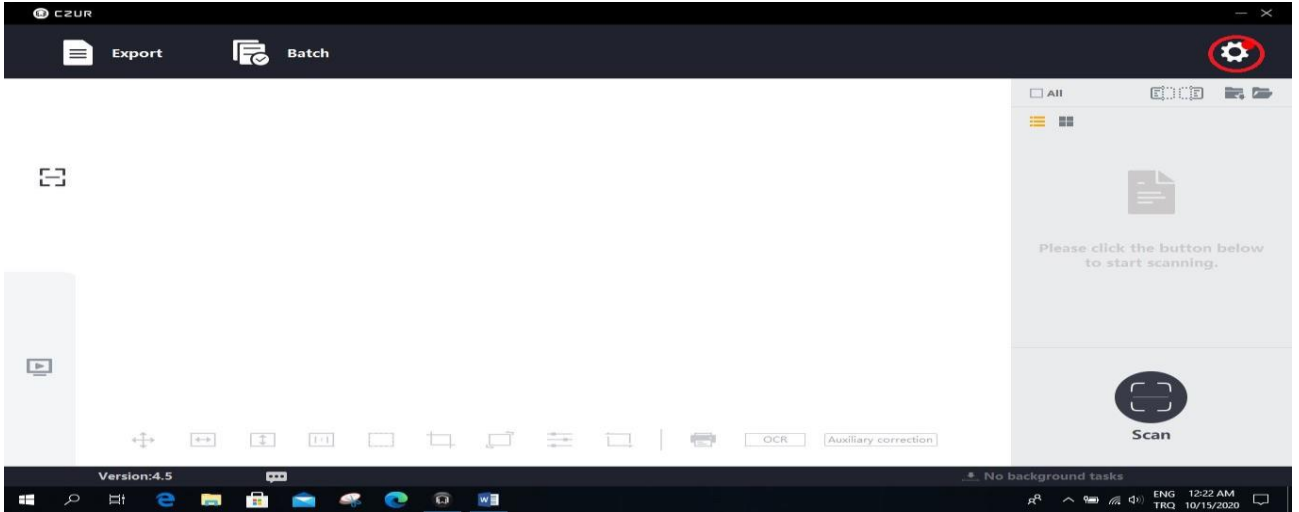 CZUR
Export Batch
All
Please click the button below
to start scanning.
OCR Auxiliary correction
Scan
Version:4.5 No background tasks
ENG 12:22 AM
TRQ 10/15/2020